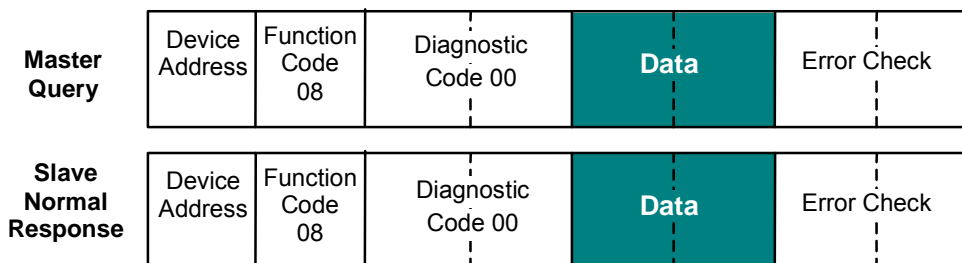 Master
Query
Device
Address
Function
Code
08
Diagnostic
Code 00
Data
Error Check
Slave
Normal
Response
Device
Address
Function
Code
08
Diagnostic
Code 00
Data
Error Check